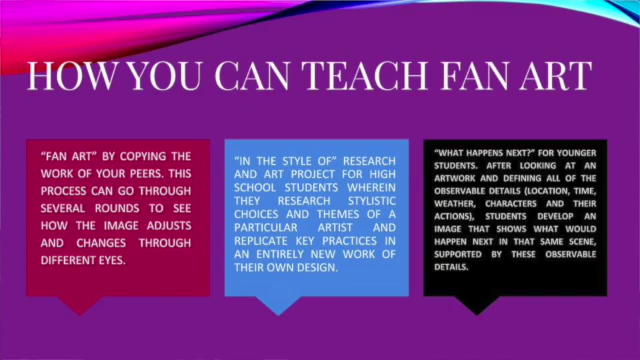 HOW YOU CAN TEACH FAN ART
"FAN ART" BY COPYING THE
WORK OF YOUR PEERS. THIS
PROCESS CAN GO THROUGH
SEVERAL ROUNDS TO SEE
HOW THE IMAGE ADJUSTS
AND CHANGES THROUGH
DIFFERENT EYES.
"IN THE STYLE OF" RESEARCH
AND ART PROJECT FOR HIGH
SCHOOL STUDENTS WHEREIN
THEY RESEARCH STYLISTIC
CHOICES AND THEMES OF A
PARTICULAR ARTIST AND
REPLICATE KEY PRACTICES IN
AN ENTIRELY NEW WORK OF
THEIR OWN DESIGN.
"WHAT HAPPENS NEXT?" FOR YOUNGER
STUDENTS. AFTER LOOKING AT AN
ARTWORK AND DEFINING ALL OF THE
OBSERVABLE DETAILS (LOCATION, TIME,
WEATHER, CHARACTERS AND THEIR
ACTIONS), STUDENTS DEVELOP AN
IMAGE THAT SHOWS WHAT WOULD
HAPPEN NEXT IN THAT SAME SCENE,
SUPPORTED BY THESE OBSERVABLE
DETAILS.